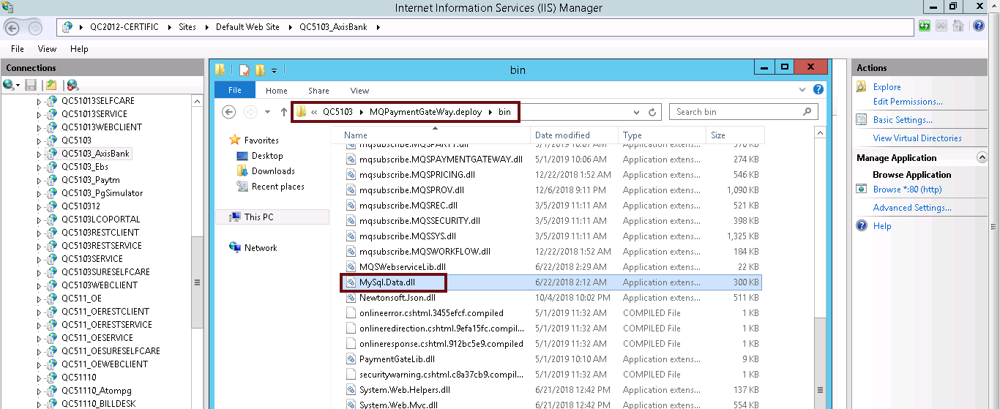 Internet Information Services (IIS) Manager
QC2012-CERTIFIC Sites Default Web Site QC5103_AxisBank
File View Help
Connections
QC51013SELFCARE
QC51013SERVICE
QC51013WEBCLIENT
QC5103
QC5103_AxisBank
QC5103_Ebs
QC5103_Paytm
QC5103_PgSimulator
QC510312
QC5103LCOPORTAL
QC5103RESTCLIENT
QC5103RESTSERVICE
QC5103SERVICE
QC5103SURESELFCARE
QC5103WEBCLIENT
QC511_OE
QC511_OERESTCLIENT
QC511_OERESTSERVICE
QC511_OESERVICE
QC511_OESURESELFCARE
QC511_OEWEBCLIENT
QC51110
QC51110_Atompg
QC51110_BILLDESK
bin
File Home Share View
« QC5103 MQPaymentGateWay.deploy bin
Search bin
Favorites
Desktop
Downloads
Recent places
This PC
Network
Name Date modified Type Size
mqsubscribe.MQSPARTY.dll 5/1/2019 10:07 AM Application extens... 370 KB
mqsubscribe.MQSPAYMENTGATEWAY.dll 5/1/2019 10:06 AM Application extens... 274 KB
mqsubscribe.MQSPRICING.dll 12/22/2018 1:52 AM Application extens... 546 KB
mqsubscribe.MQSPROV.dll 12/6/2018 9:11 PM Application extens... 1,090 KB
mqsubscribe.MQSREC.dll 3/5/2019 11:11 AM Application extens... 521 KB
mqsubscribe.MQSSECURITY.dll 3/5/2019 11:11 AM Application extens... 398 KB
mqsubscribe.MQSSYS.dll 3/5/2019 11:11 AM Application extens... 1,325 KB
mqsubscribe.MQSWORKFLOW.dll 12/22/2018 1:52 AM Application extens... 184 KB
MQSWebserviceLib.dll 6/22/2018 2:29 AM Application extens... 22 KB
MySql.Data.dll 6/22/2018 2:12 AM Application extens... 300 KB
Newtonsoft.Json.dll 10/4/2018 10:02 PM Application extens... 511 KB
onlineerror.cshtml.3455efcf.compiled 5/1/2019 11:32 AM COMPILED File 1 KB
onlineredirection.cshtml.9efa15fc.compil... 5/1/2019 11:32 AM COMPILED File 1 KB
onlineresponse.cshtml.912bc5e9.compiled 5/1/2019 11:32 AM COMPILED File 1 KB
PaymentGateLib.dll 5/1/2019 10:10 AM Application extens... 9 KB
securitywarning.cshtml.c8a37cb9.compil... 5/1/2019 11:32 AM COMPILED File 1 KB
System.Web.Helpers.dll 6/21/2018 12:42 PM Application extens... 137 KB
System.Web.Mvc.dll 6/21/2018 12:42 PM Application extens... 554 KB
Actions
Explore
Edit Permissions...
Basic Settings...
View Virtual Directories
Manage Application
Browse Application
Browse *:80 (http)
Advanced Settings...
Help